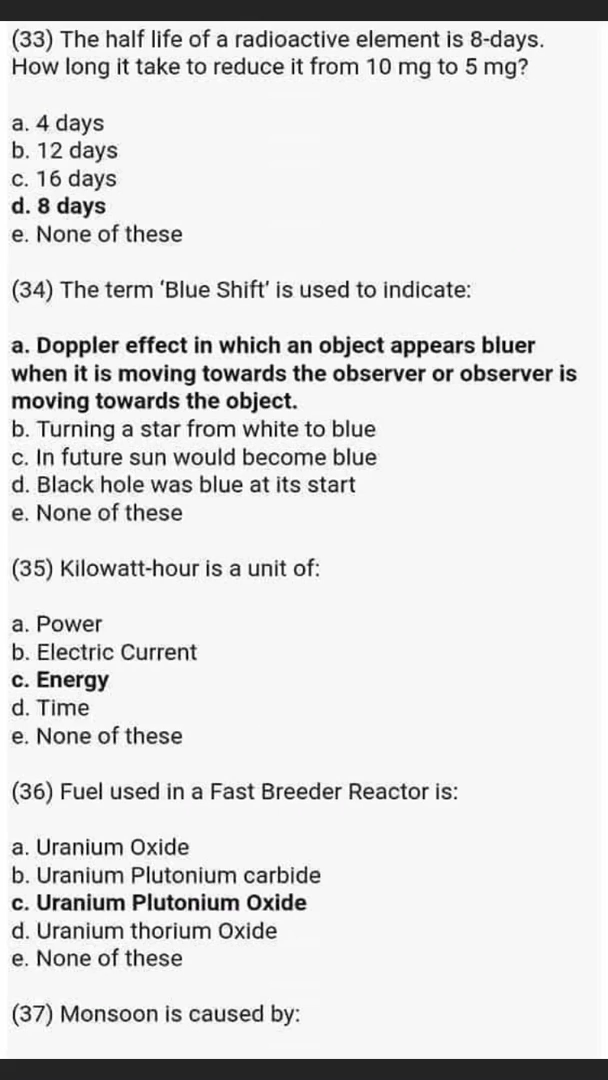 (33) The half life of a radioactive element is 8-days.
How long it take to reduce it from 10 mg to 5 mg?
a. 4 days
b. 12 days
c. 16 days
d. 8 days
e. None of these
(34) The term ‘Blue Shift’ is used to indicate:
a. Doppler effect in which an object appears bluer
when it is moving towards the observer or observer is
moving towards the object.
b. Turning a star from white to blue
c. In future sun would become blue
d. Black hole was blue at its start
e. None of these
(35) Kilowatt-hour is a unit of:
a. Power
b. Electric Current
c. Energy
d. Time
e. None of these
(36) Fuel used in a Fast Breeder Reactor is:
a. Uranium Oxide
b. Uranium Plutonium carbide
c. Uranium Plutonium Oxide
d. Uranium thorium Oxide
e. None of these
(37) Monsoon is caused by: